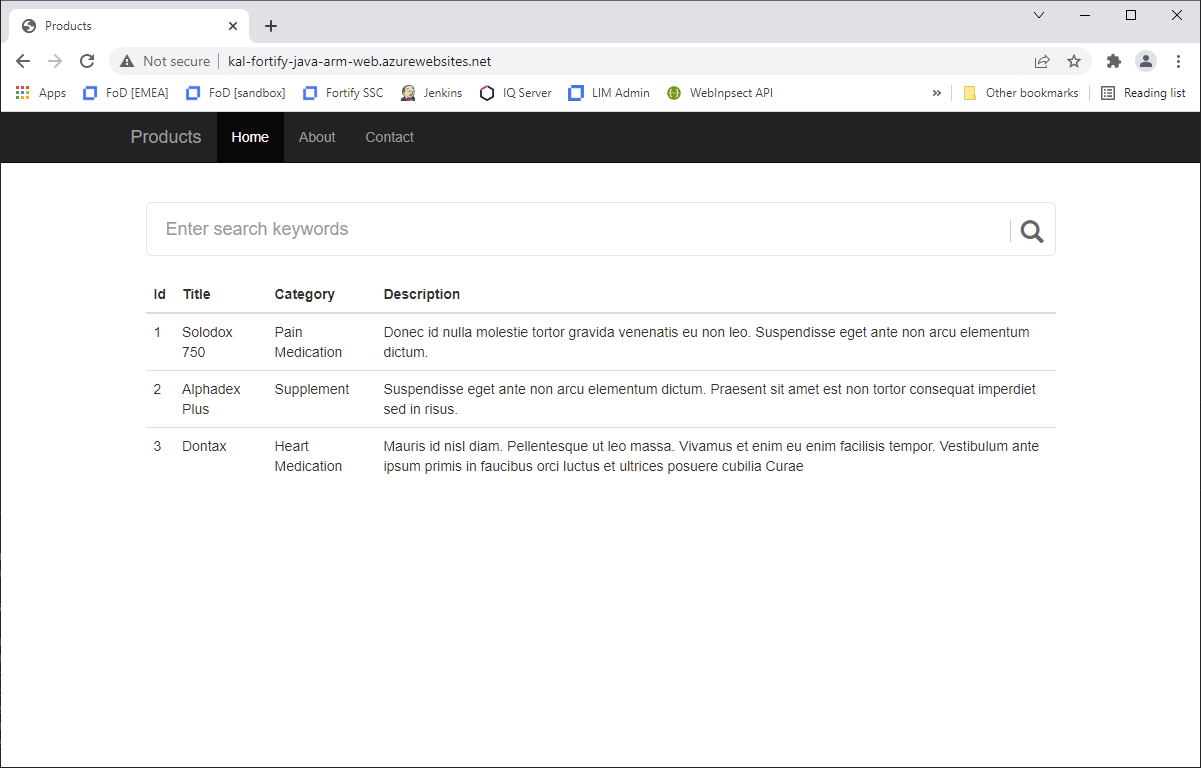 Products
Not secure kal-fortify-java-arm-web.azurewebsites.net
Apps FoD [EMEA] FoD [sandbox] Fortify SSC Jenkins IQ Server LIM Admin WebInpsect API » Other bookmarks Reading list
Products Home About Contact
Enter search keywords
Id Title Category Description
1 Solodox Pain Donec id nulla molestie tortor gravida venenatis eu non leo. Suspendisse eget ante non arcu elementum
750 Medication dictum.
2 Alphadex Supplement Suspendisse eget ante non arcu elementum dictum. Praesent sit amet est non tortor consequat imperdiet
Plus sed in risus.
3 Dontax Heart Mauris id nisl diam. Pellentesque ut leo massa. Vivamus et enim eu enim facilisis tempor. Vestibulum ante
Medication ipsum primis in faucibus orci luctus et ultrices posuere cubilia Curae